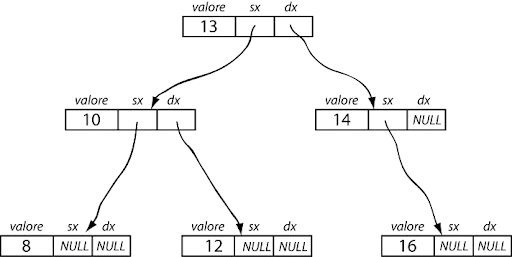 valore sx dx
13
valore sx dx
10
valore sx dx
14 NULL
valore sx dx
8 NULL NULL
valore sx dx
12 NULL NULL
valore sx dx
16 NULL NULL